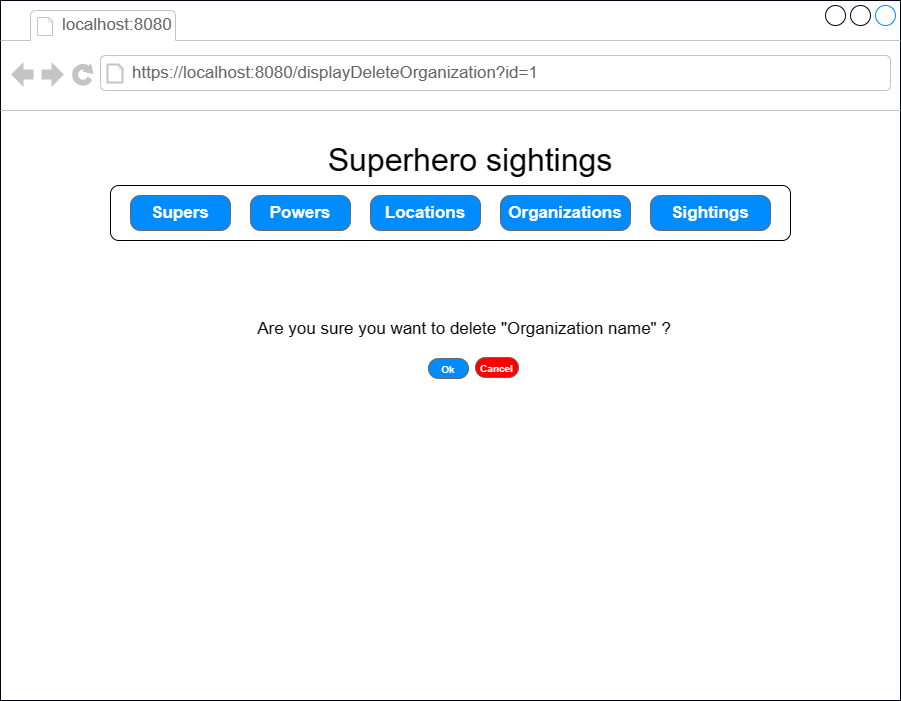 localhost:8080
https://localhost:8080/displayDeleteOrganization?id=1
Superhero sightings
Supers Powers Locations Organizations Sightings
Are you sure you want to delete "Organization name" ?
Ok Cancel